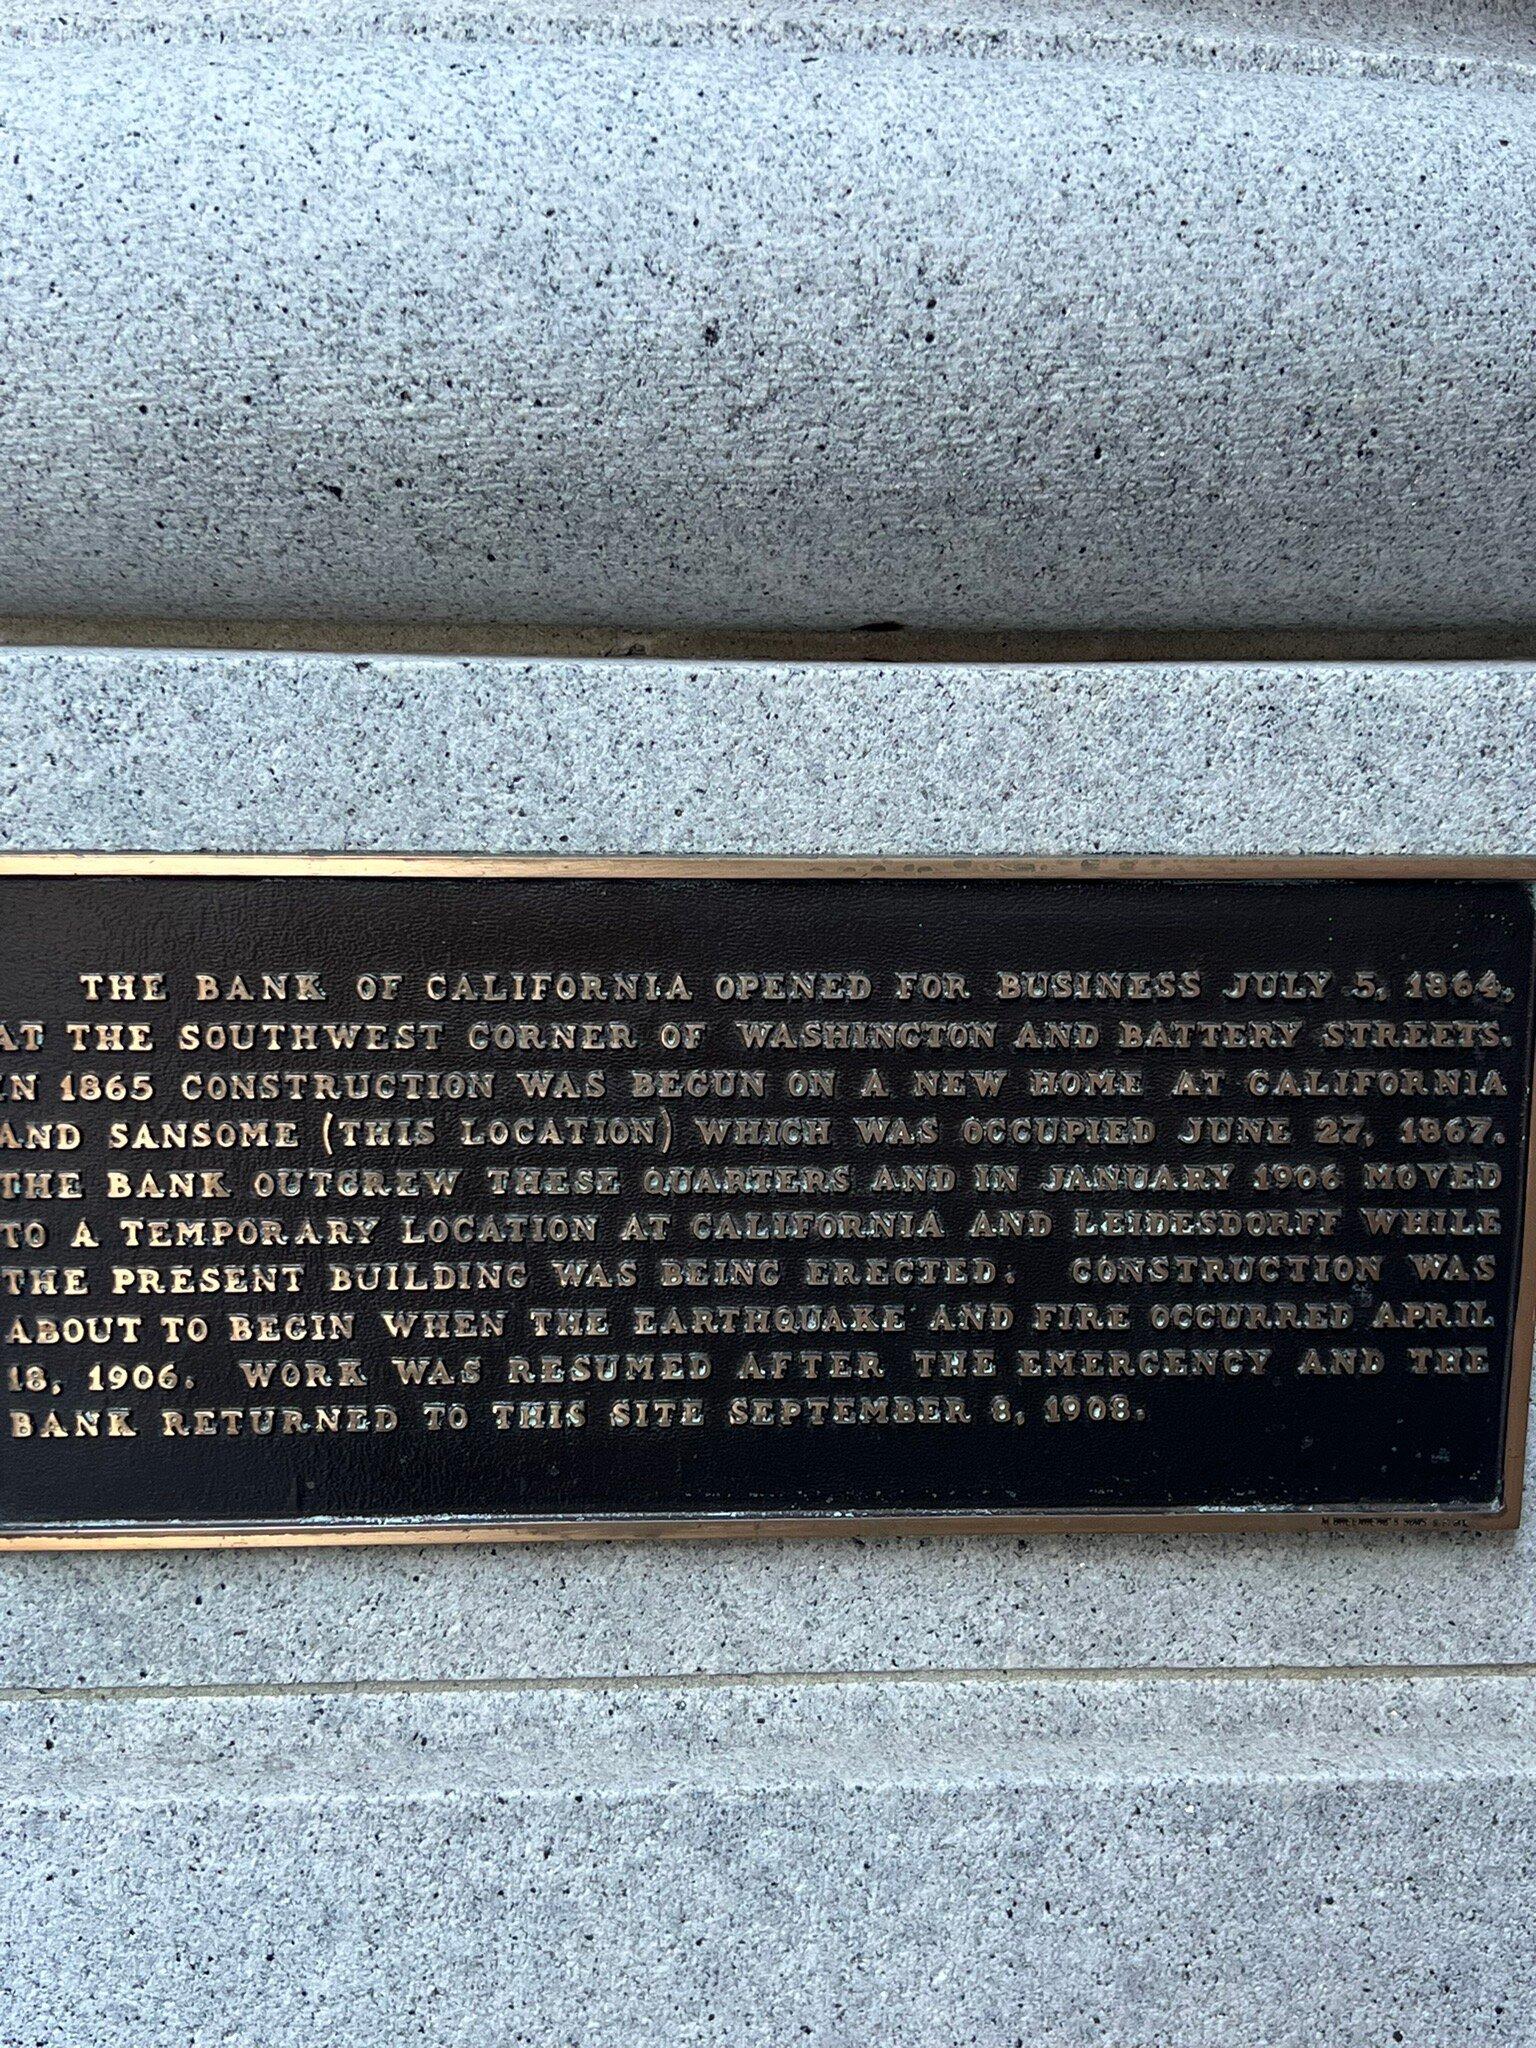 THE BANK OF CALIFORNIA OPENED FOR BUSINESS JULY 5, 1864,
AT THE SOUTHWEST CORNER OF WASHINGTON AND BATTERY STREETS.
IN 1865 CONSTRUCTION WAS BEGUN ON A NEW HOME AT CALIFORNIA
AND SANSOME (THIS LOCATION) WHICH WAS OCCUPIED JUNE 27, 1867.
THE BANK OUTGREW THESE QUARTERS AND IN JANUARY 1906 MOVED
TO A TEMPORARY LOCATION AT CALIFORNIA AND LEIDESDORFF WHILE
THE PRESENT BUILDING WAS BEING ERECTED. CONSTRUCTION WAS
ABOUT TO BEGIN WHEN THE EARTHQUAKE AND FIRE OCCURRED APRIL
18, 1906. WORK WAS RESUMED AFTER THE EMERGENCY AND THE
BANK RETURNED TO THIS SITE SEPTEMBER 8, 1908.